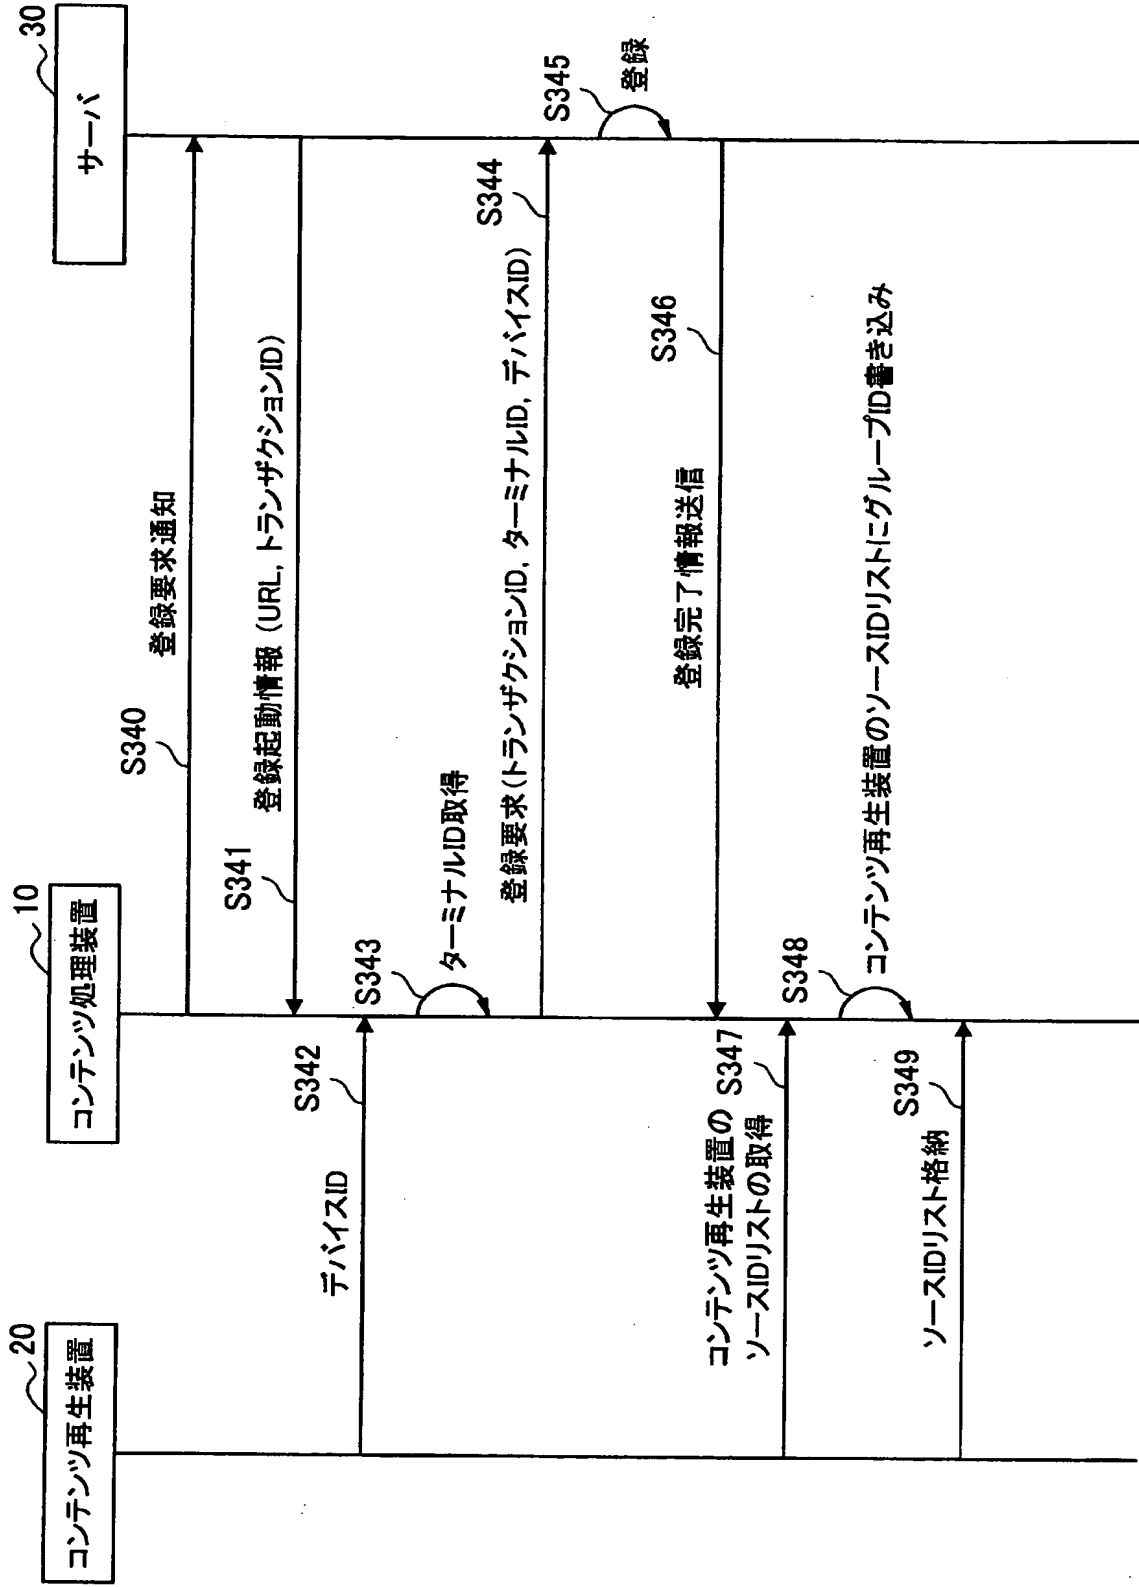 20
コンテンツ再生装置
10
コンテンツ処理装置
30
サーバ
S340
登録要求通知
S341
登録起動情報 (URL, トランザクションID)
S342
デバイスID
S343
ターミナルID取得
S344
登録要求(トランザクションID, ターミナルID, デバイスID)
S345
登録
S346
登録完了情報送信
S347
コンテンツ再生装置の
ソースIDリストの取得
S348
コンテンツ再生装置のソースIDリストにグループID書き込み
S349
ソースIDリスト格納